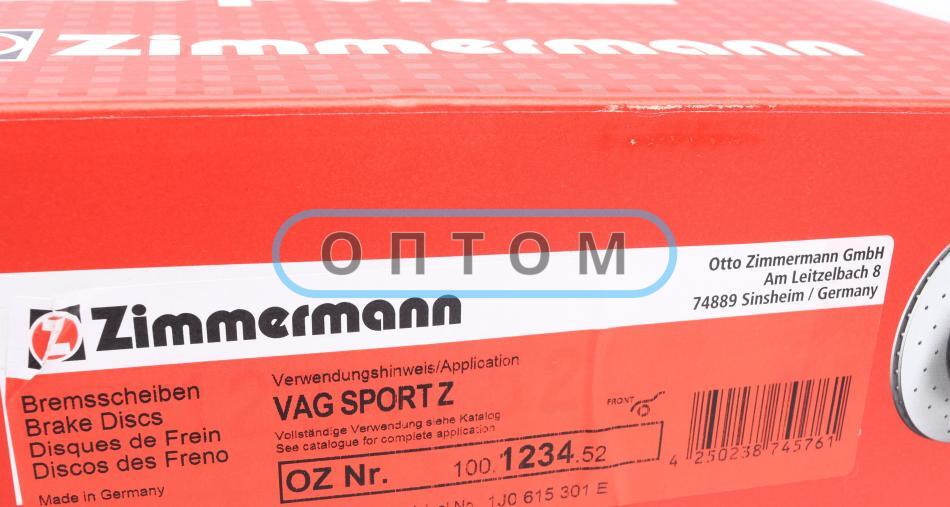 Zimmermann
ОПТОМ
Otto Zimmermann GmbH
Am Leitzelbach 8
74889 Sinsheim / Germany
Zimmermann
Bremsscheiben
Brake Discs
Disques de Frein
Discos des Freno
Made in Germany
Verwendungshinweis/Application
VAG SPORT Z
Vollständige Verwendung siehe Katalog
See catalogue for complete application
FRONT
OZ Nr. 100.1234.52
1J0 615 301 E
4 250238 745761